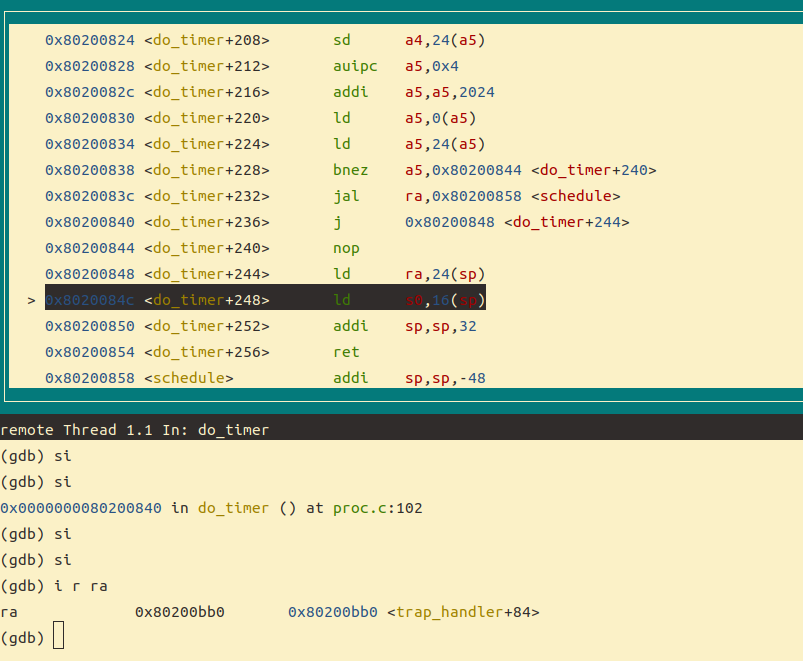 0x80200824 <do_timer+208> sd a4,24(a5)
0x80200828 <do_timer+212> auipc a5,0x4
0x8020082c <do_timer+216> addi a5,a5,2024
0x80200830 <do_timer+220> ld a5,0(a5)
0x80200834 <do_timer+224> ld a5,24(a5)
0x80200838 <do_timer+228> bnez a5,0x80200844 <do_timer+240>
0x8020083c <do_timer+232> jal ra,0x80200858 <schedule>
0x80200840 <do_timer+236> j 0x80200848 <do_timer+244>
0x80200844 <do_timer+240> nop
0x80200848 <do_timer+244> ld ra,24(sp)
> 0x8020084c <do_timer+248> ld s0,16(sp)
0x80200850 <do_timer+252> addi sp,sp,32
0x80200854 <do_timer+256> ret
0x80200858 <schedule> addi sp,sp,-48
remote Thread 1.1 In: do_timer
(gdb) si
(gdb) si
0x0000000080200840 in do_timer () at proc.c:102
(gdb) si
(gdb) si
(gdb) i r ra
ra 0x80200bb0 0x80200bb0 <trap_handler+84>
(gdb)